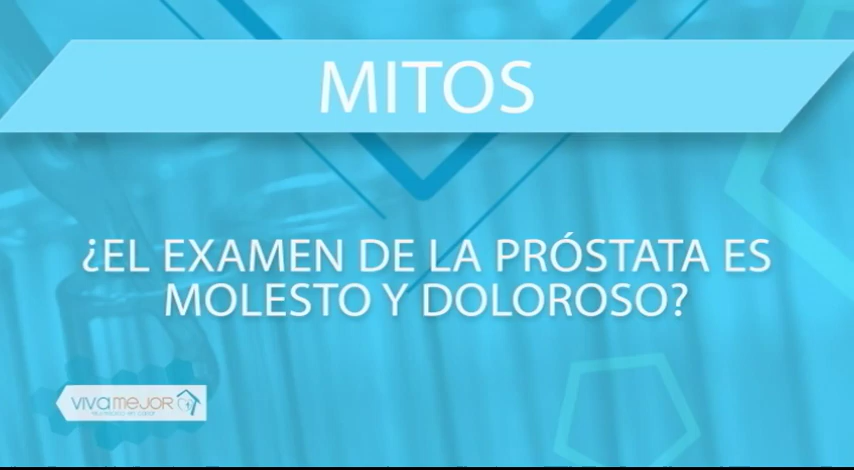 MITOS
¿EL EXAMEN DE LA PRÓSTATA ES
MOLESTO Y DOLOROSO?
VIVA MEJOR